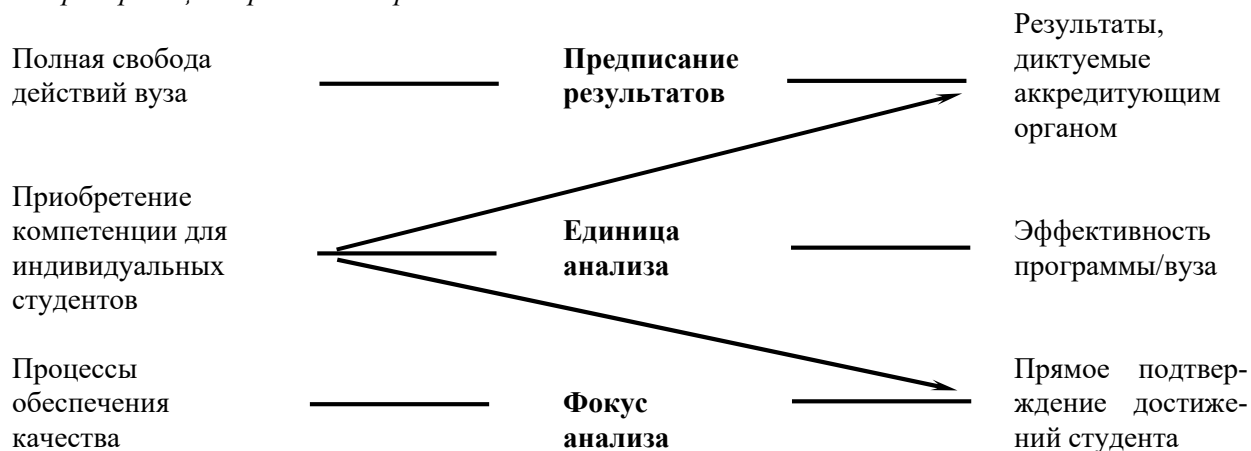 Полная свобода
действий вуза
Предписание
результатов
Результаты,
диктуемые
аккредитующим
органом
Приобретение
компетенции для
индивидуальных
студентов
Единица
анализа
Эффективность
программы/вуза
Процессы
обеспечения
качества
Фокус
анализа
Прямое подтвер-
ждение достиже-
ний студента